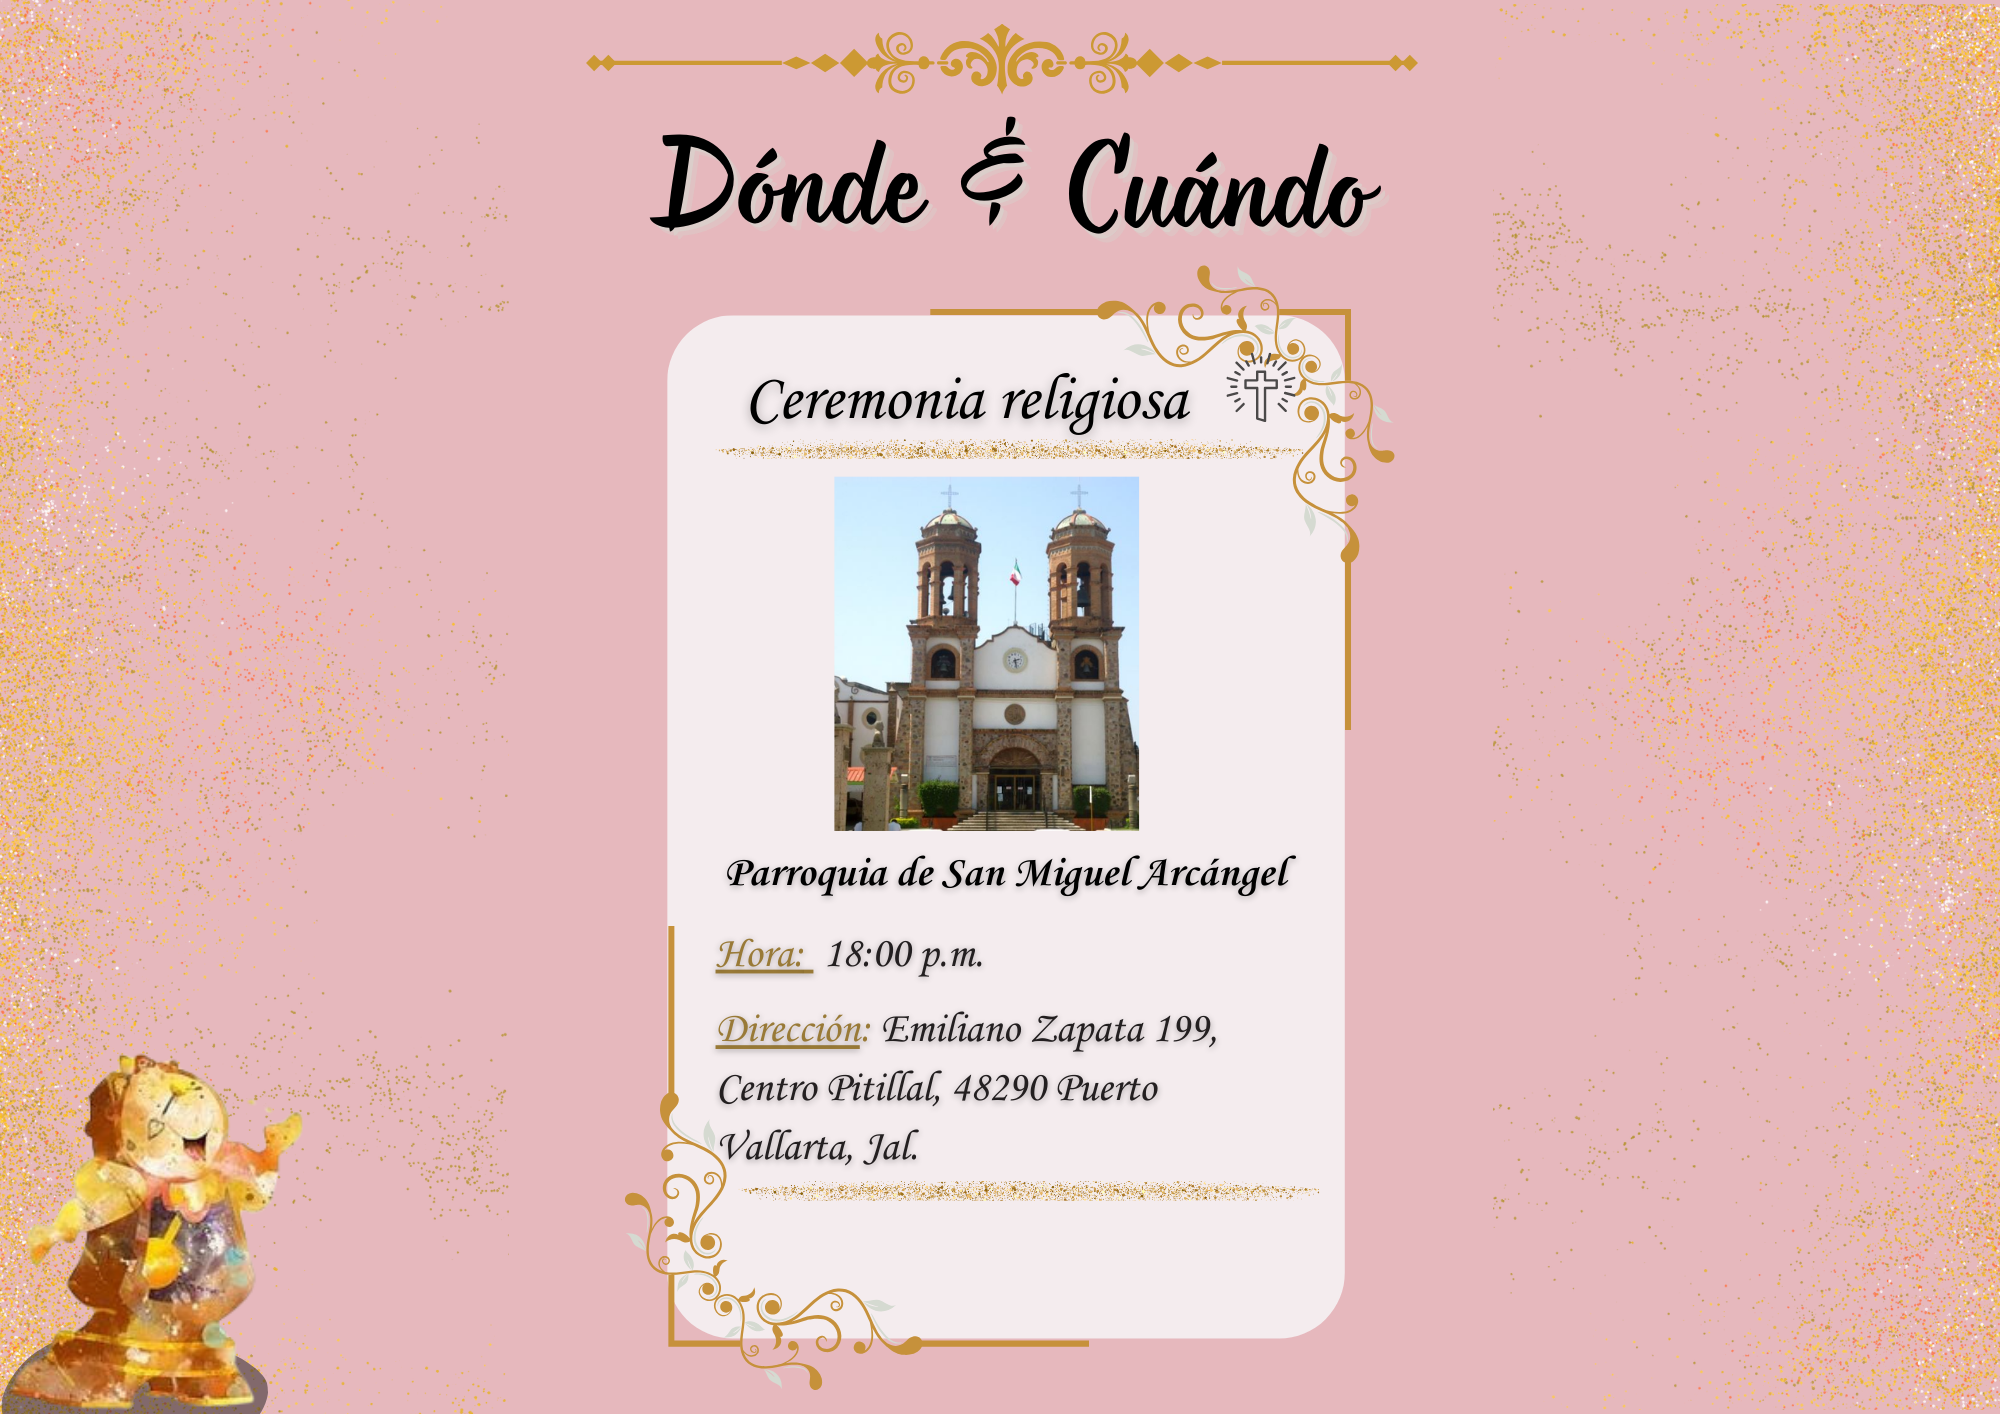 Dónde & Cuándo
Ceremonia religiosa
Parroquia de San Miguel Arcángel
Hora: 18:00 p.m.
Dirección: Emiliano Zapata 199,
Centro Pitillal, 48290 Puerto
Vallarta, Jal.